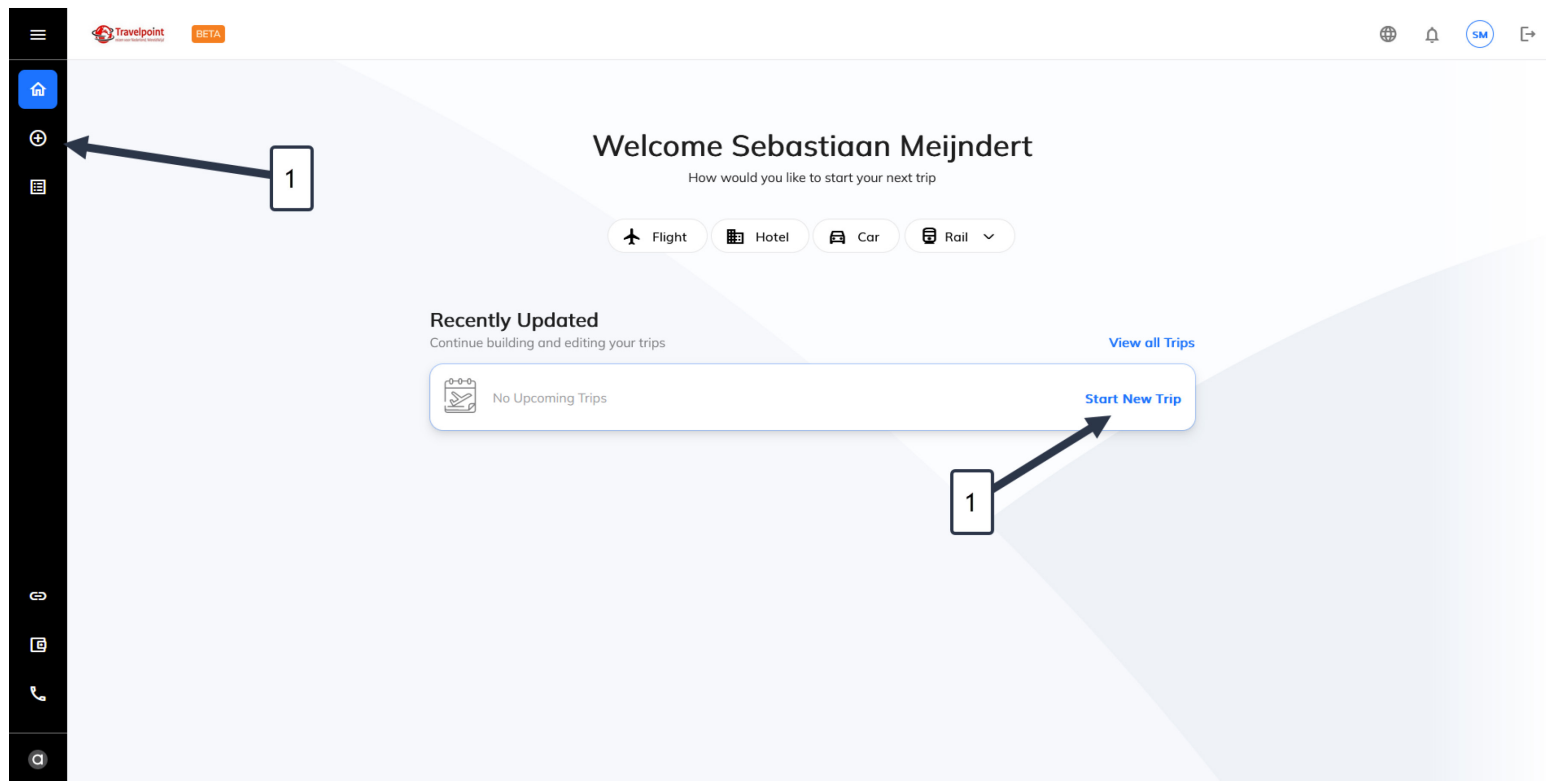 Travelpoint
BETA
SM
1
Welcome Sebastiaan Meijndert
How would you like to start your next trip
Flight
Hotel
Car
Rail
Recently Updated
Continue building and editing your trips
View all Trips
No Upcoming Trips
Start New Trip
1
a